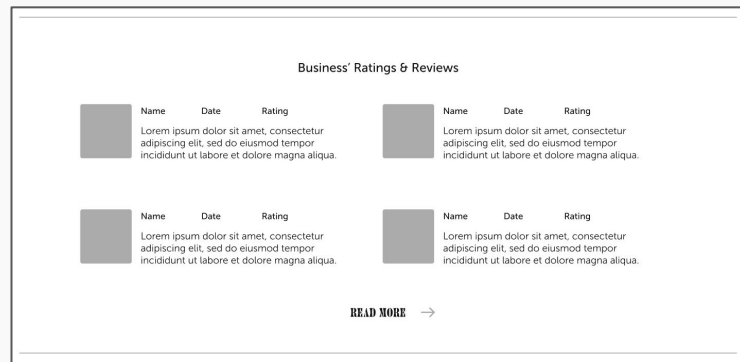 Business’ Ratings & Reviews
Name Date Rating
Lorem ipsum dolor sit amet, consectetur
adipiscing elit, sed do eiusmod tempor
incididunt ut labore et dolore magna aliqua.
Name Date Rating
Lorem ipsum dolor sit amet, consectetur
adipiscing elit, sed do eiusmod tempor
incididunt ut labore et dolore magna aliqua.
Name Date Rating
Lorem ipsum dolor sit amet, consectetur
adipiscing elit, sed do eiusmod tempor
incididunt ut labore et dolore magna aliqua.
Name Date Rating
Lorem ipsum dolor sit amet, consectetur
adipiscing elit, sed do eiusmod tempor
incididunt ut labore et dolore magna aliqua.
READ MORE